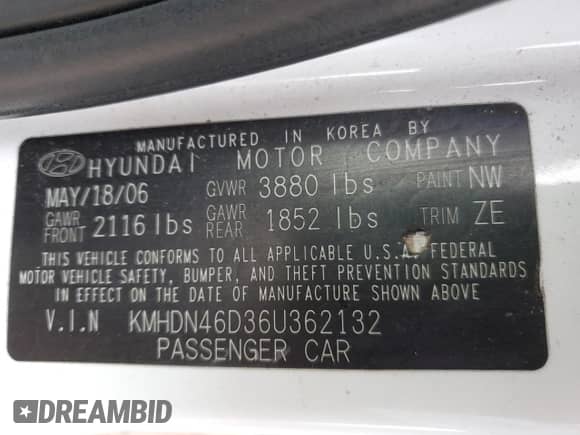 MANUFACTURED IN KOREA BY
HYUNDAI MOTOR COMPANY
MAY/18/06 GVWR 3880 lbs PAINT NW
GAWR FRONT 2116 lbs GAWR REAR 1852 lbs TRIM ZE
THIS VEHICLE CONFORMS TO ALL APPLICABLE U.S.A. FEDERAL
MOTOR VEHICLE SAFETY, BUMPER, AND THEFT PREVENTION STANDARDS
IN EFFECT ON THE DATE OF MANUFACTURE SHOWN ABOVE
V.I.N KMHDN46D36U362132
PASSENGER CAR
DREAMBID